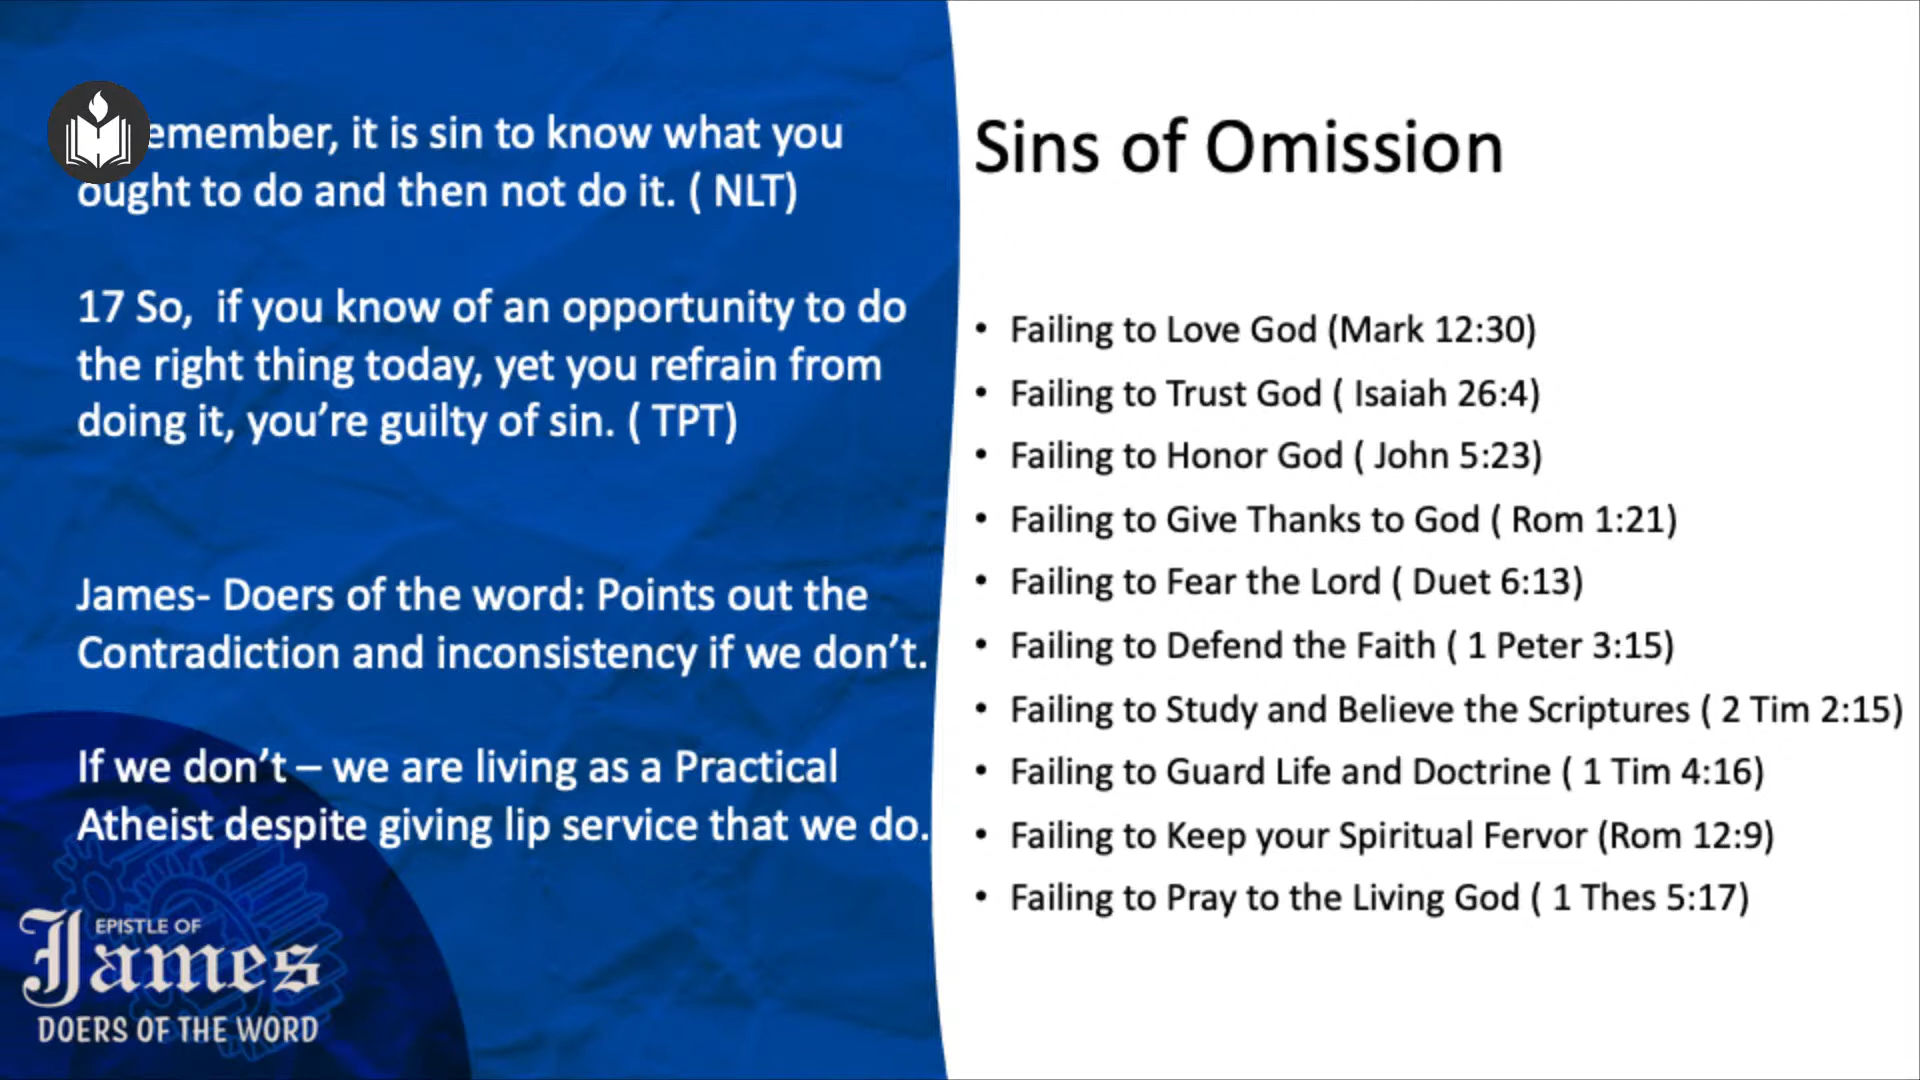 emember, it is sin to know what you
ought to do and then not do it. ( NLT)
17 So,  if you know of an opportunity to do
the right thing today, yet you refrain from
doing it, you’re guilty of sin. ( TPT)
James- Doers of the word: Points out the
Contradiction and inconsistency if we don’t.
If we don’t – we are living as a Practical
Atheist despite giving lip service that we do.
EPISTLE OF
James
DOERS OF THE WORD
Sins of Omission
• Failing to Love God (Mark 12:30)
• Failing to Trust God ( Isaiah 26:4)
• Failing to Honor God ( John 5:23)
• Failing to Give Thanks to God ( Rom 1:21)
• Failing to Fear the Lord ( Duet 6:13)
• Failing to Defend the Faith ( 1 Peter 3:15)
• Failing to Study and Believe the Scriptures ( 2 Tim 2:15)
• Failing to Guard Life and Doctrine ( 1 Tim 4:16)
• Failing to Keep your Spiritual Fervor (Rom 12:9)
• Failing to Pray to the Living God ( 1 Thes 5:17)